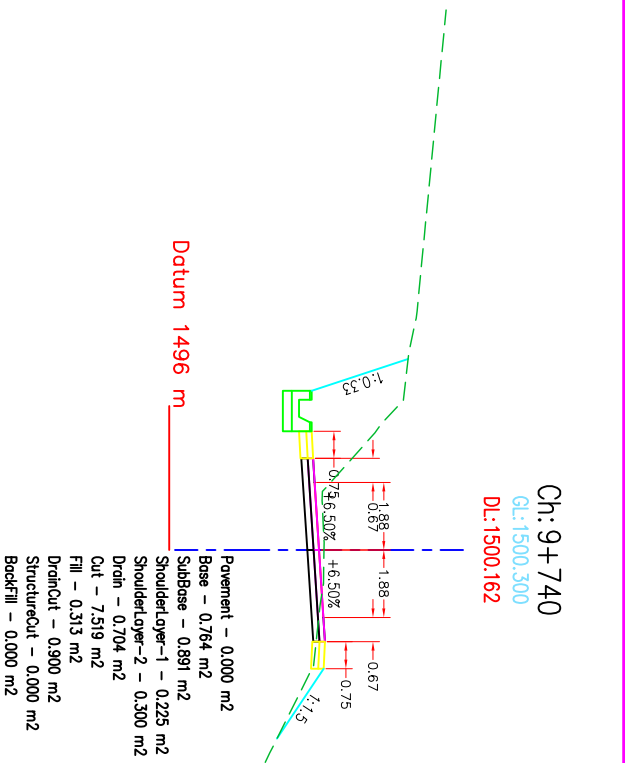 Ch: 9+740
GL:1500.300
DL:1500.162
1:0.33
0.75
0.67
1.88
1.88
0.67
0.75
+6.50%
+6.50%
1:1.5
Datum 1496 m
Pavement - 0.000 m2
Base - 0.764 m2
SubBase - 0.891 m2
ShoulderLayer-1 - 0.225 m2
ShoulderLayer-2 - 0.300 m2
Drain - 0.704 m2
Cut - 7.519 m2
Fill - 0.313 m2
DrainCut - 0.900 m2
StructureCut - 0.000 m2
BackFill - 0.000 m2